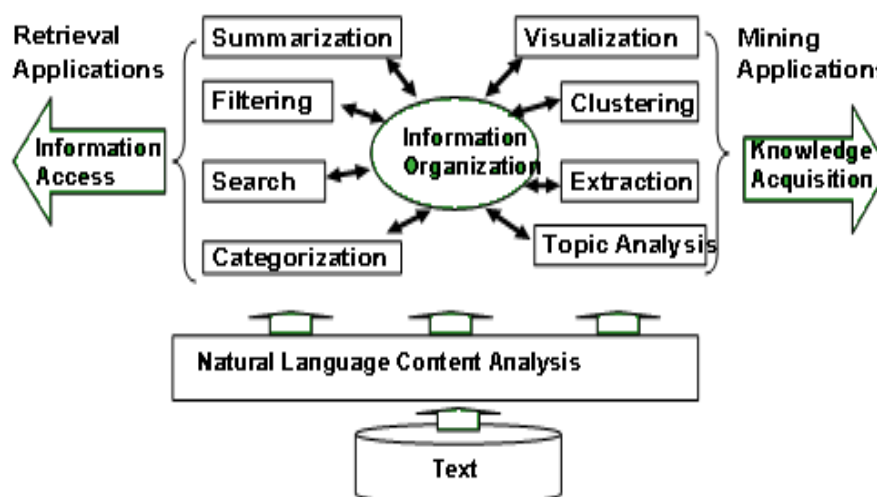 Retrieval
Applications
Summarization
Visualization
Mining
Applications
Filtering
Clustering
Information
Access
Information
Organization
Knowledge
Acquisition
Search
Extraction
Categorization
Topic Analysis
Natural Language Content Analysis
Text